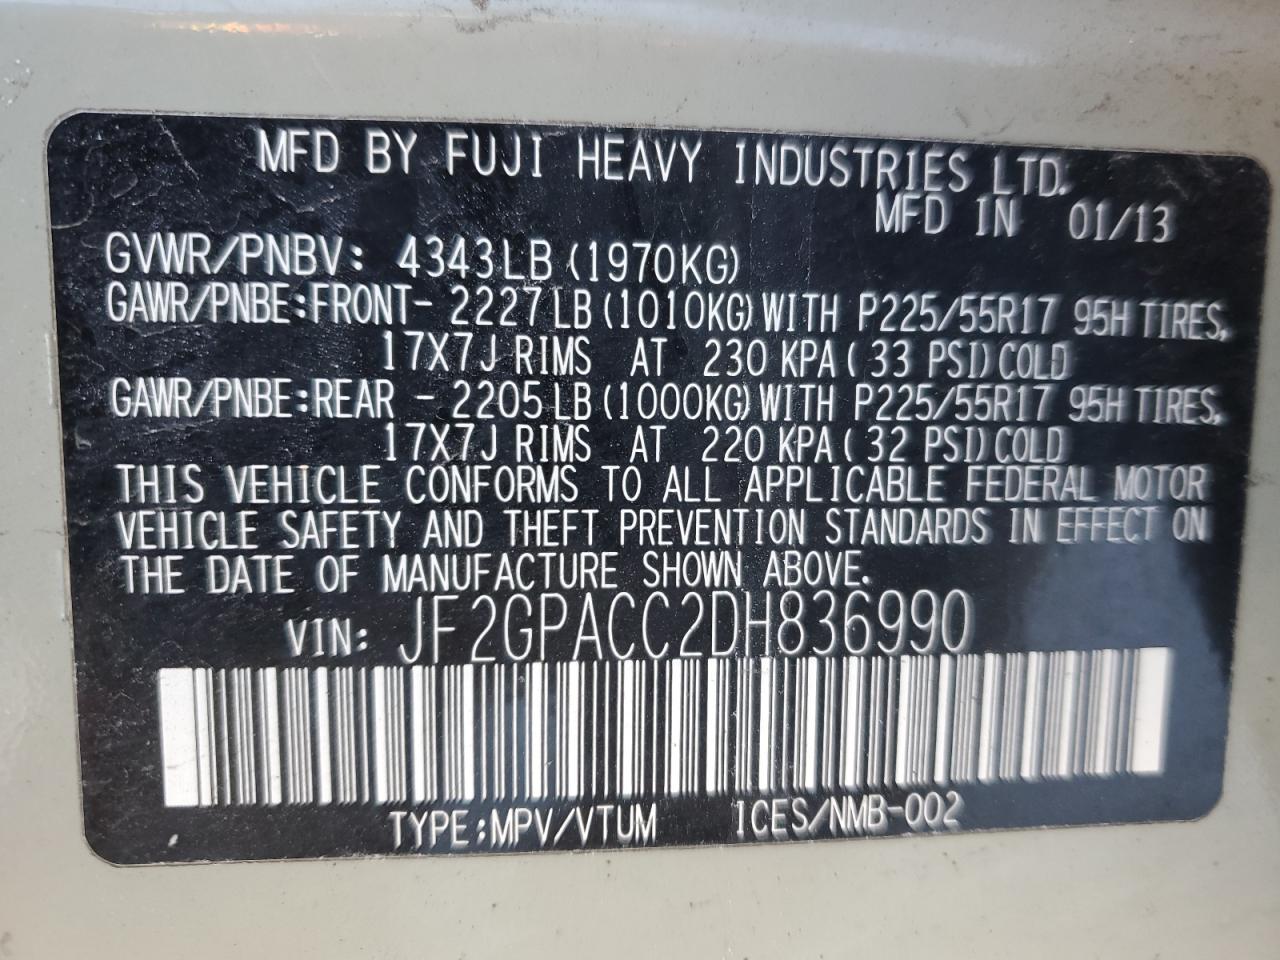 MFD BY FUJI HEAVY INDUSTRIES LTD.
MFD IN 01/13
GVWR/PNBV: 4343LB (1970KG)
GAWR/PNBE:FRONT- 2227LB (1010KG) WITH P225/55R17 95H TIRES,
17X7J RIMS AT 230 KPA ( 33 PSI) COLD
GAWR/PNBE:REAR - 2205LB (1000KG) WITH P225/55R17 95H TIRES,
17X7J RIMS AT 220 KPA ( 32 PSI) COLD
THIS VEHICLE CONFORMS TO ALL APPLICABLE FEDERAL MOTOR
VEHICLE SAFETY AND THEFT PREVENTION STANDARDS IN EFFECT ON
THE DATE OF MANUFACTURE SHOWN ABOVE.
VIN: JF2GPACC2DH836990
TYPE:MPV/VTUM ICES/NMB-002